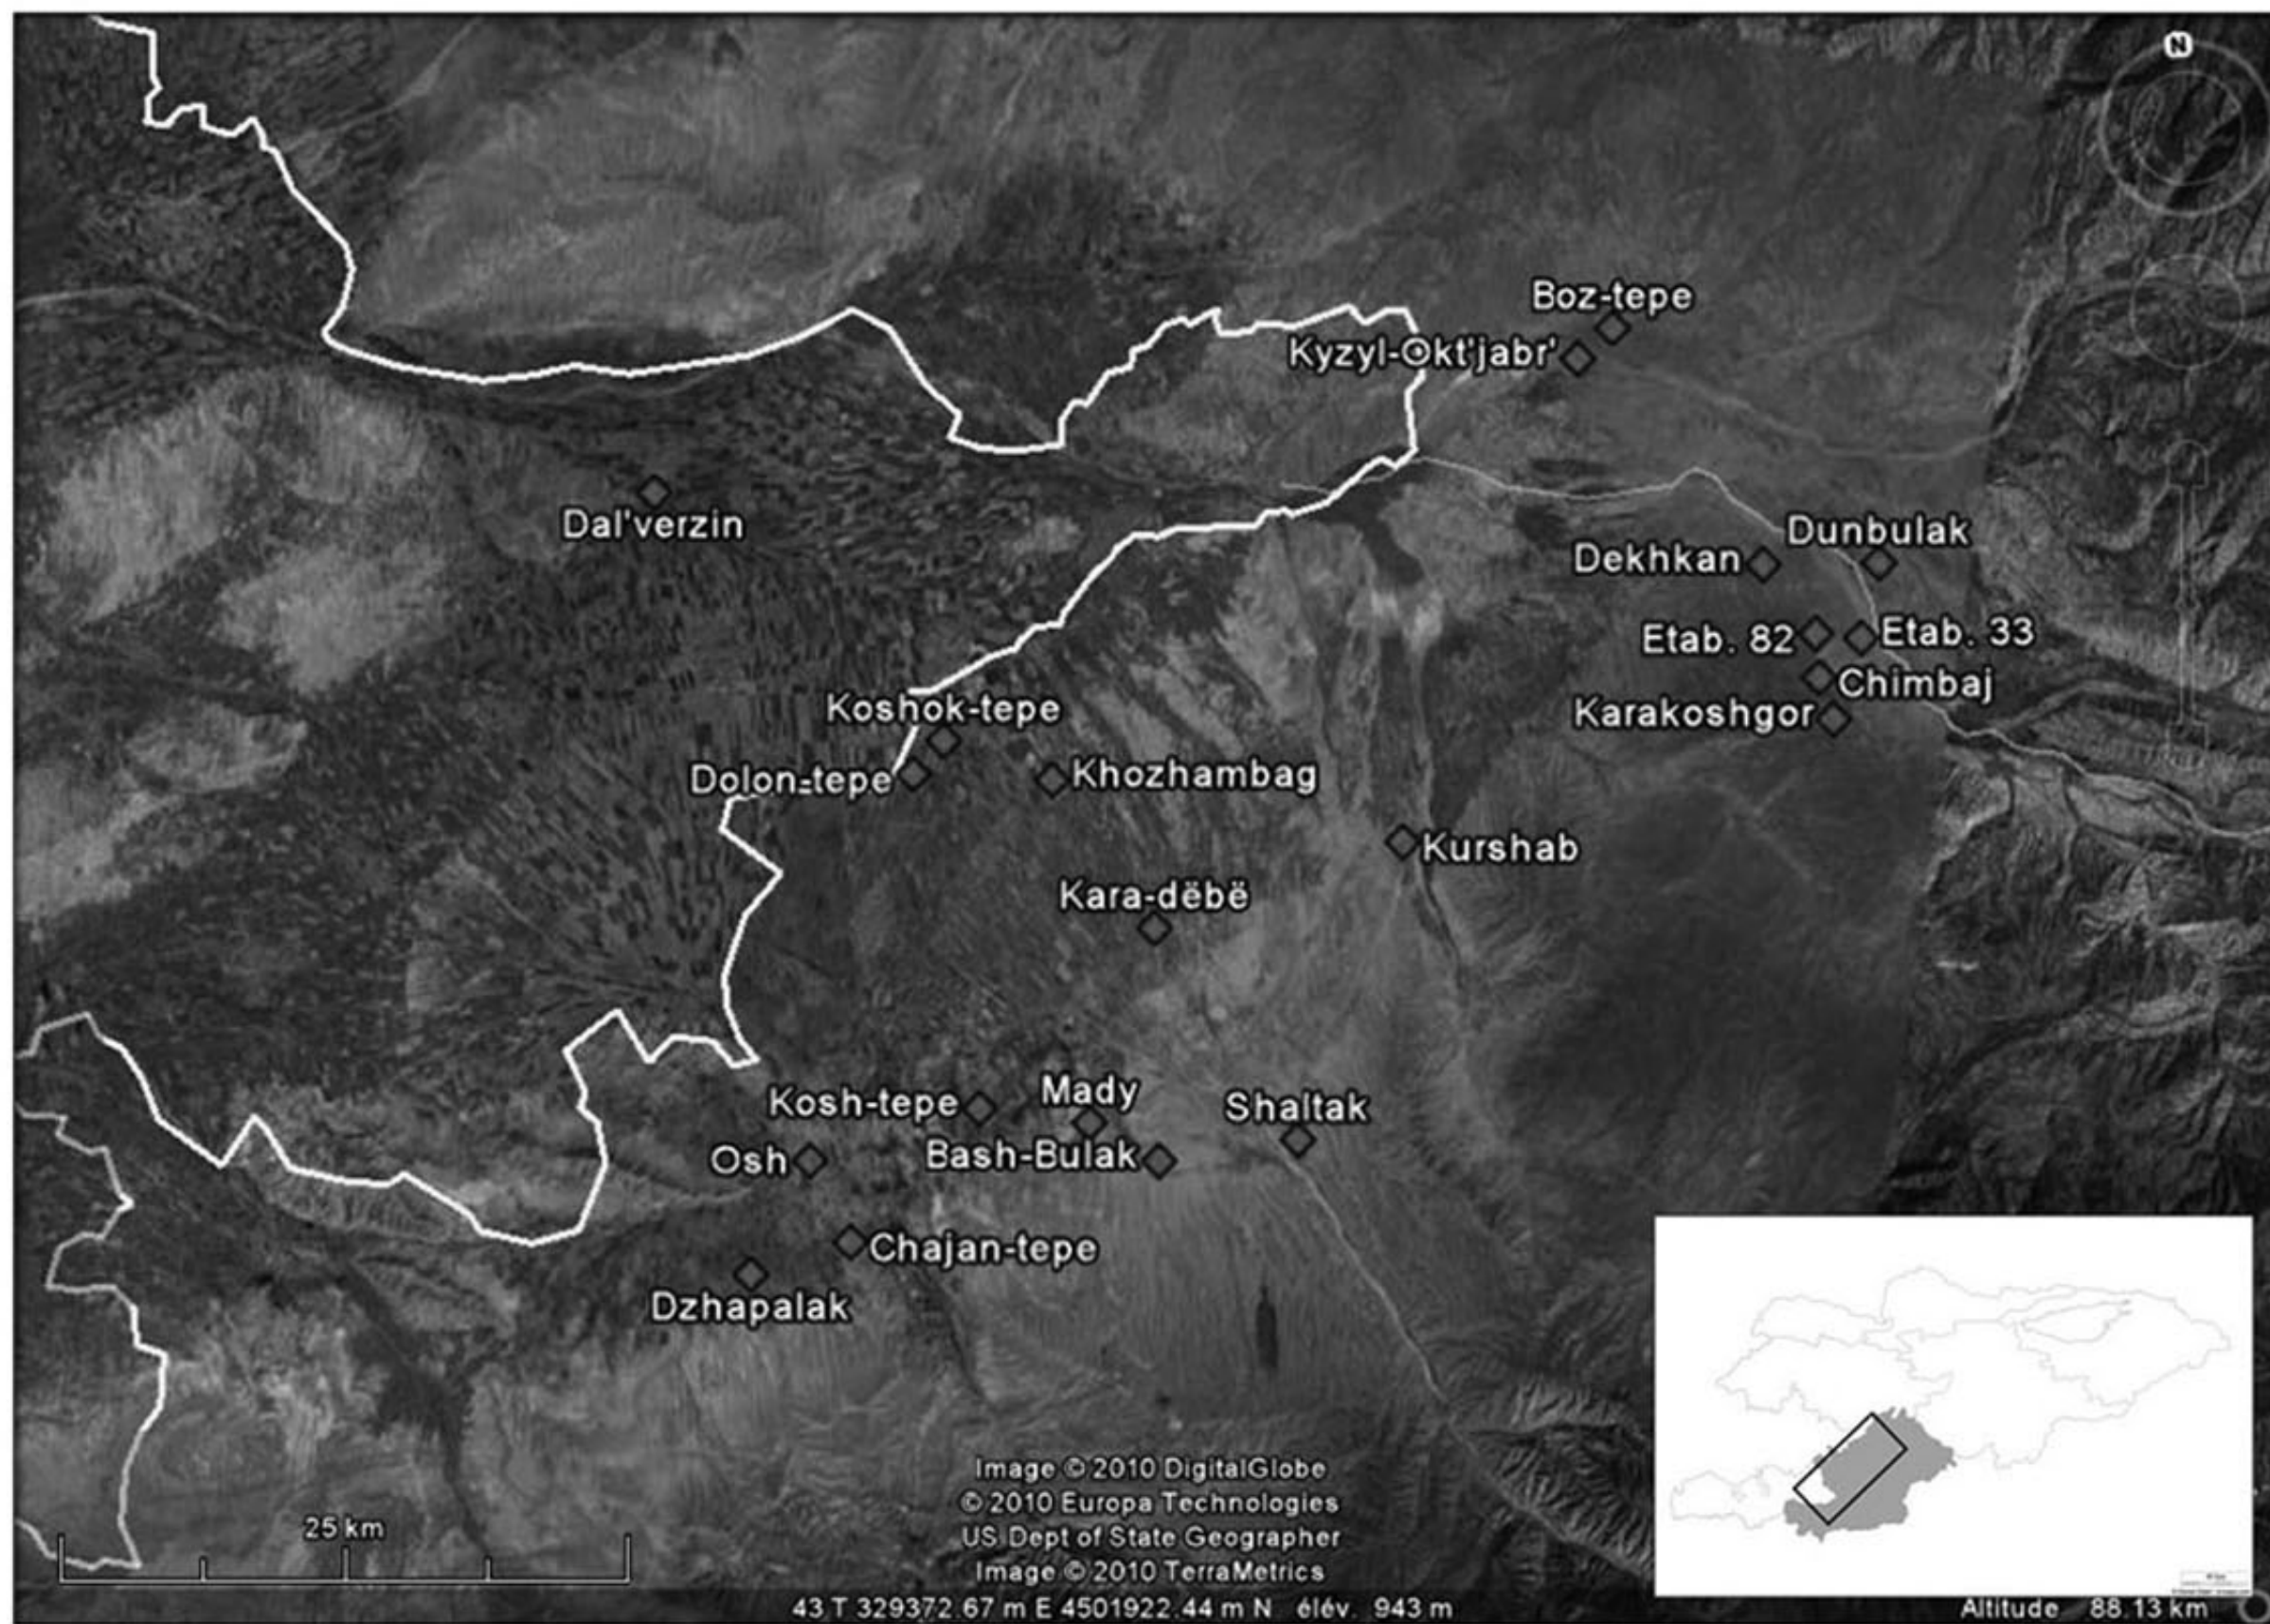 N
Boz-tepe
Kyzyl-Okt'jabr'
Dal'verzin
Dunbulak
Dekhkan
Etab. 82
Etab. 33
Chimbaj
Karakoshgor
Koshok-tepe
Dolon-tepe
Khozhambag
Kurshab
Kara-dëbë
Kosh-tepe
Mady
Shaltak
Osh
Bash-Bulak
Chajan-tepe
Dzhapalak
25 km
Image © 2010 DigitalGlobe
© 2010 Europa Technologies
US Dept of State Geographer
Image © 2010 TerraMetrics
43 T 329372.67 m E 4501922.44 m N élév. 943 m
Altitude 88.13 km